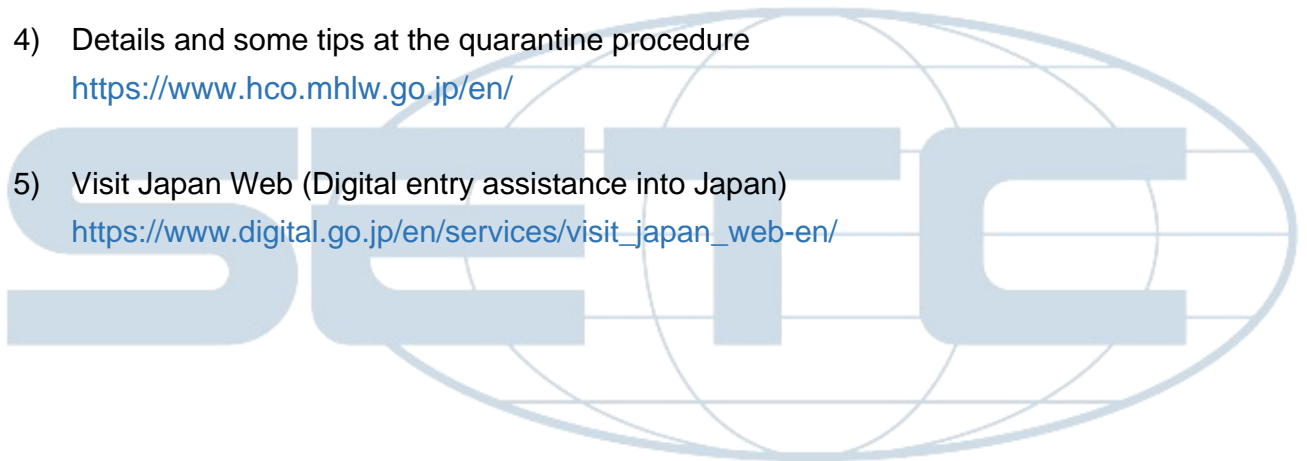 4) Details and some tips at the quarantine procedure
https://www.hco.mhlw.go.jp/en/
5) Visit Japan Web (Digital entry assistance into Japan)
https://www.digital.go.jp/en/services/visit_japan_web-en/
SETC